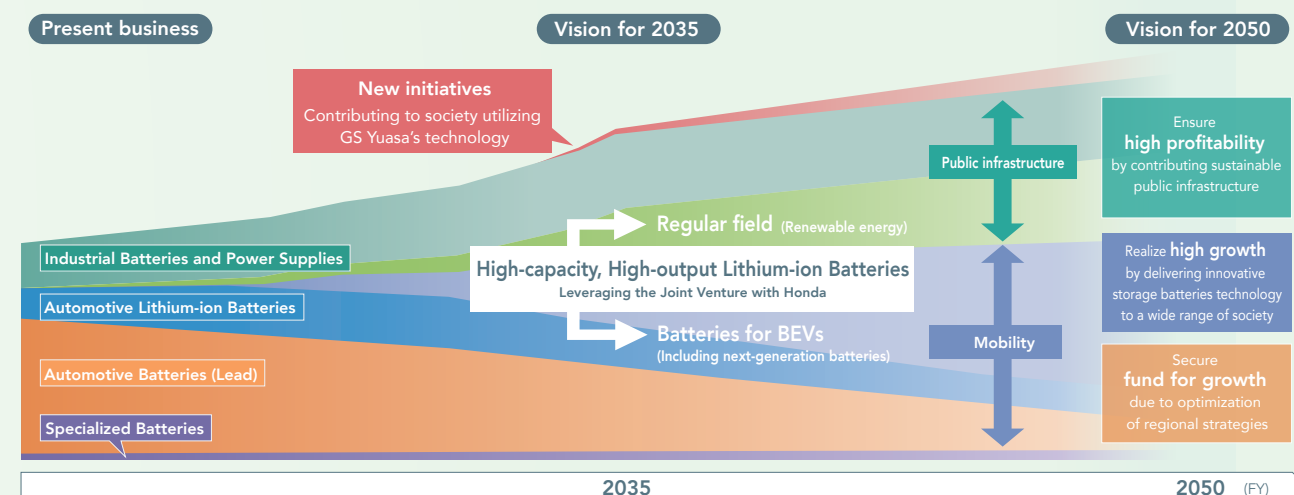 Present business
Vision for 2035
Vision for 2050
New initiatives
Contributing to society utilizing
GS Yuasa's technology
Ensure
high profitability
by contributing sustainable
public infrastructure
Public infrastructure
Regular field (Renewable energy)
Industrial Batteries and Power Supplies
High-capacity, High-output Lithium-ion Batteries
Leveraging the Joint Venture with Honda
Realize high growth
by delivering innovative
storage batteries technology
to a wide range of society
Automotive Lithium-ion Batteries
Batteries for BEVs
(Including next-generation batteries)
Mobility
Automotive Batteries (Lead)
Secure
fund for growth
due to optimization
of regional strategies
Specialized Batteries
2035
2050 (FY)